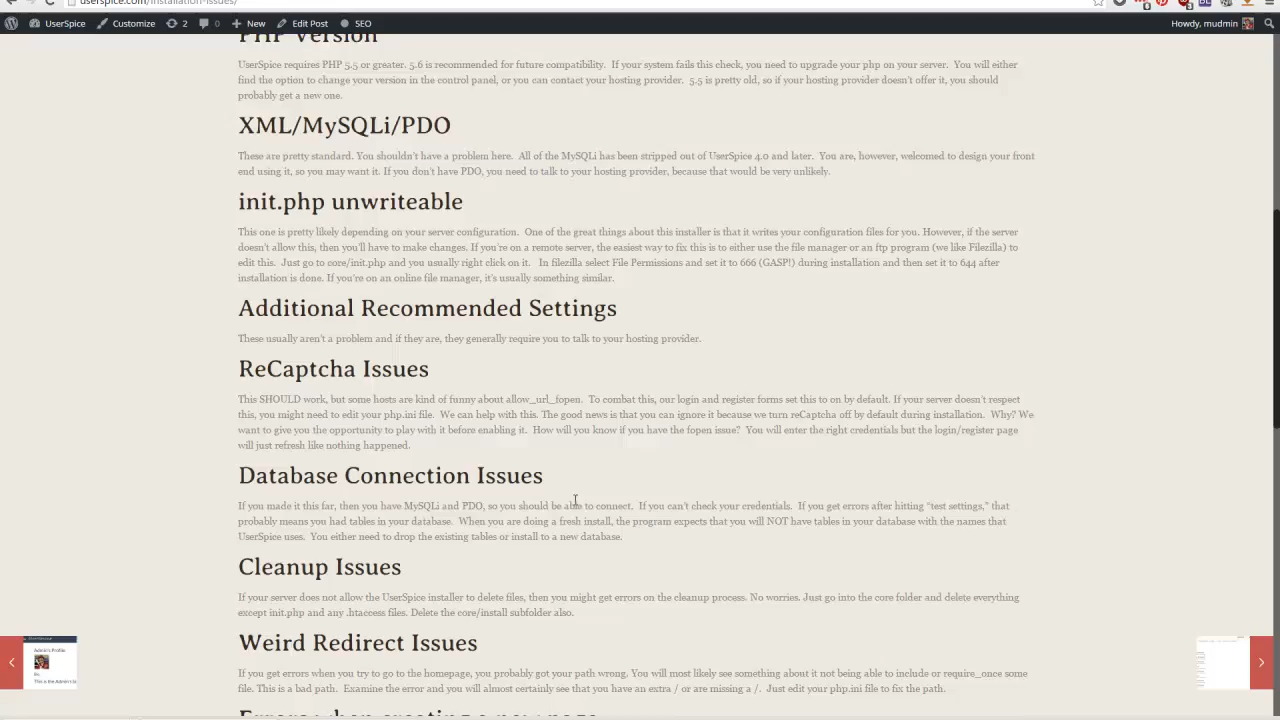 userspice.com/installation-issues/
UserSpice Customize 2 0 New Edit Post SEO Howdy, mudmin
PHP Version
UserSpice requires PHP 5.5 or greater. 5.6 is recommended for future compatibility. If your system fails this check, you need to upgrade your php on your server. You will either
find the option to change your version in the control panel, or you can contact your hosting provider. 5.5 is pretty old, so if your hosting provider doesn't offer it, you should
probably get a new one.
XML/MySQLi/PDO
These are pretty standard. You shouldn't have a problem here. All of the MySQLi has been stripped out of UserSpice 4.0 and later. You are, however, welcomed to design your front
end using it, so you may want it. If you don't have PDO, you need to talk to your hosting provider, because that would be very unlikely.
init.php unwriteable
This one is pretty likely depending on your server configuration. One of the great things about this installer is that it writes your configuration files for you. However, if the server
doesn't allow this, then you'll have to make changes. If you're on a remote server, the easiest way to fix this is to either use the file manager or an ftp program (we like Filezilla) to
edit this. Just go to core/init.php and you usually right click on it. In filezilla select File Permissions and set it to 666 (GASP!) during installation and then set it to 644 after
installation is done. If you're on an online file manager, it's usually something similar.
Additional Recommended Settings
These usually aren't a problem and if they are, they generally require you to talk to your hosting provider.
ReCaptcha Issues
This SHOULD work, but some hosts are kind of funny about allow_url_fopen. To combat this, our login and register forms set this to on by default. If your server doesn't respect
this, you might need to edit your php.ini file. We can help with this. The good news is that you can ignore it because we turn reCaptcha off by default during installation. Why? We
want to give you the opportunity to play with it before enabling it. How will you know if you have the fopen issue? You will enter the right credentials but the login/register page
will just refresh like nothing happened.
Database Connection Issues
If you made it this far, then you have MySQLi and PDO, so you should be able to connect. If you can't check your credentials. If you get errors after hitting “test settings,” that
probably means you had tables in your database. When you are doing a fresh install, the program expects that you will NOT have tables in your database with the names that
UserSpice uses. You either need to drop the existing tables or install to a new database.
Cleanup Issues
If your server does not allow the UserSpice installer to delete files, then you might get errors on the cleanup process. No worries. Just go into the core folder and delete everything
except init.php and any .htaccess files. Delete the core/install subfolder also.
Weird Redirect Issues
Admin's Profile
This is the Admin's
If you get errors when you try to go to the homepage, you probably got your path wrong. You will most likely see something about it not being able to include or require_once some
file. This is a bad path. Examine the error and you will almost certainly see that you have an extra / or are missing a /. Just edit your php.ini file to fix the path.
Errors when creating a new page